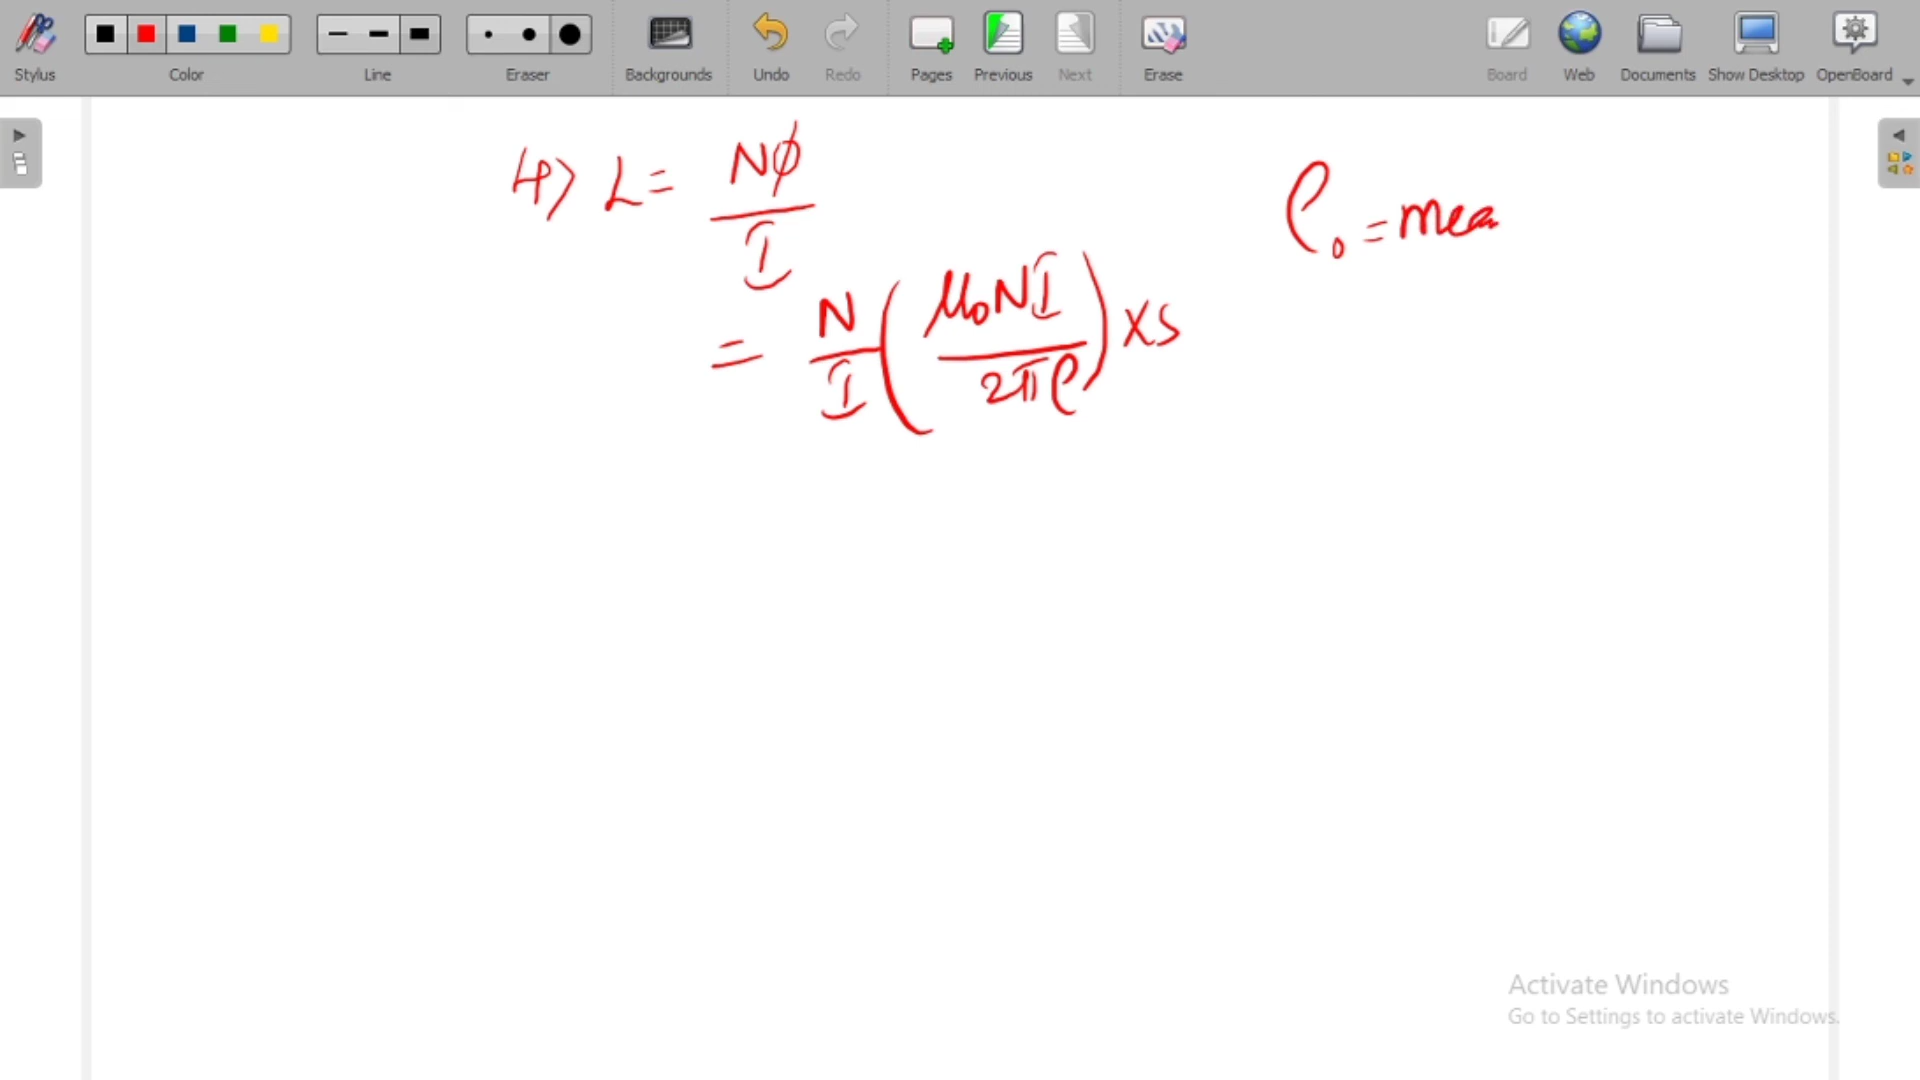 Stylus Color Line Eraser Backgrounds Undo Redo Pages Previous Next Erase Board Web Documents Show Desktop OpenBoard
4) L = Nφ/I
ρ₀ = mea
= N/I (μ₀NI/2πρ) × S
Activate Windows
Go to Settings to activate Windows.